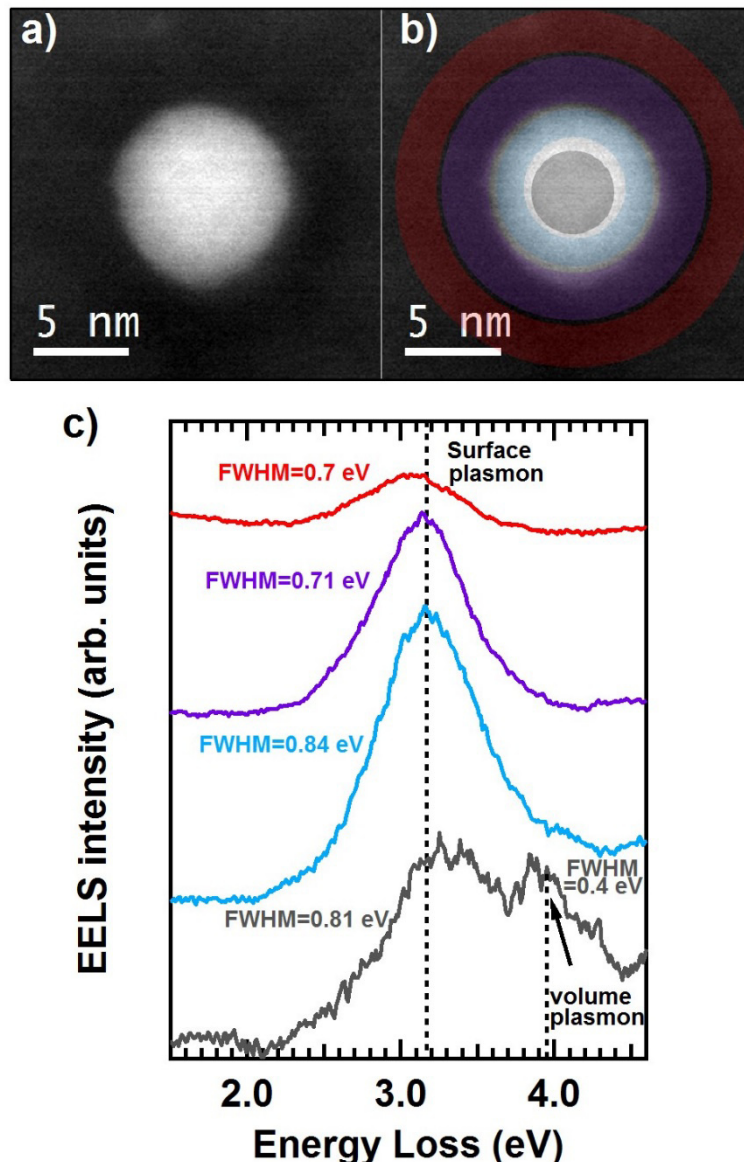 a)
b)
5 nm
5 nm
c)
Surface
plasmon
FWHM=0.7 eV
FWHM=0.71 eV
FWHM=0.84 eV
FWHM
=0.4 eV
FWHM=0.81 eV
volume
plasmon
EELS intensity (arb. units)
2.0
3.0
4.0
Energy Loss (eV)